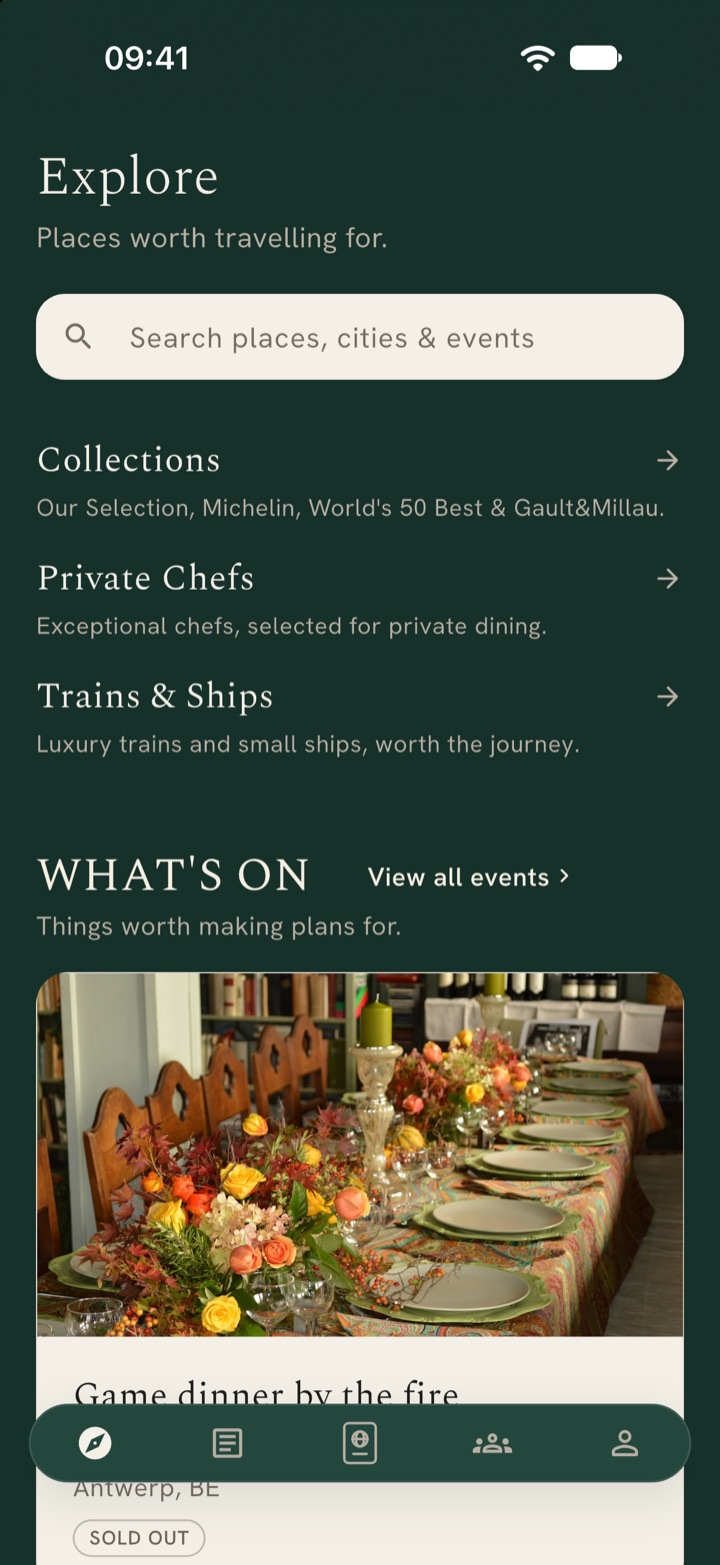 09:41
Explore
Places worth travelling for.
Search places, cities & events
Collections
Our Selection, Michelin, World's 50 Best & Gault&Millau.
Private Chefs
Exceptional chefs, selected for private dining.
Trains & Ships
Luxury trains and small ships, worth the journey.
WHAT'S ON
View all events
Things worth making plans for.
Game dinner by the fire
Antwerp, BE
SOLD OUT